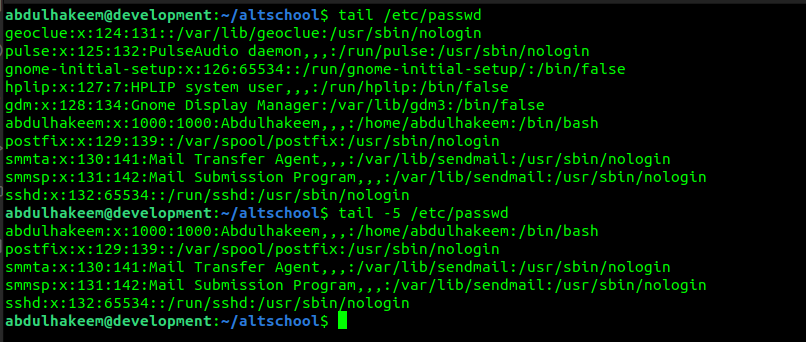 abdulhakeem@development:~/altschool$ tail /etc/passwd
geoclue:x:124:131::/var/lib/geoclue:/usr/sbin/nologin
pulse:x:125:132:PulseAudio daemon,,,:/run/pulse:/usr/sbin/nologin
gnome-initial-setup:x:126:65534::/run/gnome-initial-setup/:/bin/false
hplip:x:127:7:HPLIP system user,,,:/run/hplip:/bin/false
gdm:x:128:134:Gnome Display Manager:/var/lib/gdm3:/bin/false
abdulhakeem:x:1000:1000:Abdulhakeem,,,:/home/abdulhakeem:/bin/bash
postfix:x:129:139::/var/spool/postfix:/usr/sbin/nologin
smmta:x:130:141:Mail Transfer Agent,,,:/var/lib/sendmail:/usr/sbin/nologin
smmsp:x:131:142:Mail Submission Program,,,:/var/lib/sendmail:/usr/sbin/nologin
sshd:x:132:65534::/run/sshd:/usr/sbin/nologin
abdulhakeem@development:~/altschool$ tail -5 /etc/passwd
abdulhakeem:x:1000:1000:Abdulhakeem,,,:/home/abdulhakeem:/bin/bash
postfix:x:129:139::/var/spool/postfix:/usr/sbin/nologin
smmta:x:130:141:Mail Transfer Agent,,,:/var/lib/sendmail:/usr/sbin/nologin
smmsp:x:131:142:Mail Submission Program,,,:/var/lib/sendmail:/usr/sbin/nologin
sshd:x:132:65534::/run/sshd:/usr/sbin/nologin
abdulhakeem@development:~/altschool$